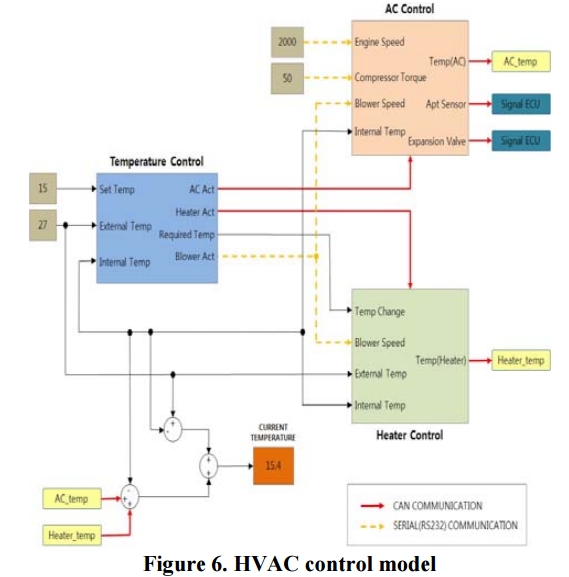 AC Control
2000
Engine Speed
Temp(AC)
AC_temp
50
Compressor Torque
Blower Speed
Apt Sensor
Signal ECU
Internal Temp
Expansion Valve
Signal ECU
Temperature Control
15
Set Temp
AC Act
27
External Temp
Heater Act
Required Temp
Internal Temp
Blower Act
Temp Change
Blower Speed
Temp(Heater)
Heater_temp
External Temp
Internal Temp
Heater Control
+
-
CURRENT
TEMPERATURE
+
+
15.4
AC_temp
-
+
+
Heater_temp
CAN COMMUNICATION
SERIAL(RS232) COMMUNICATION
Figure 6. HVAC control model